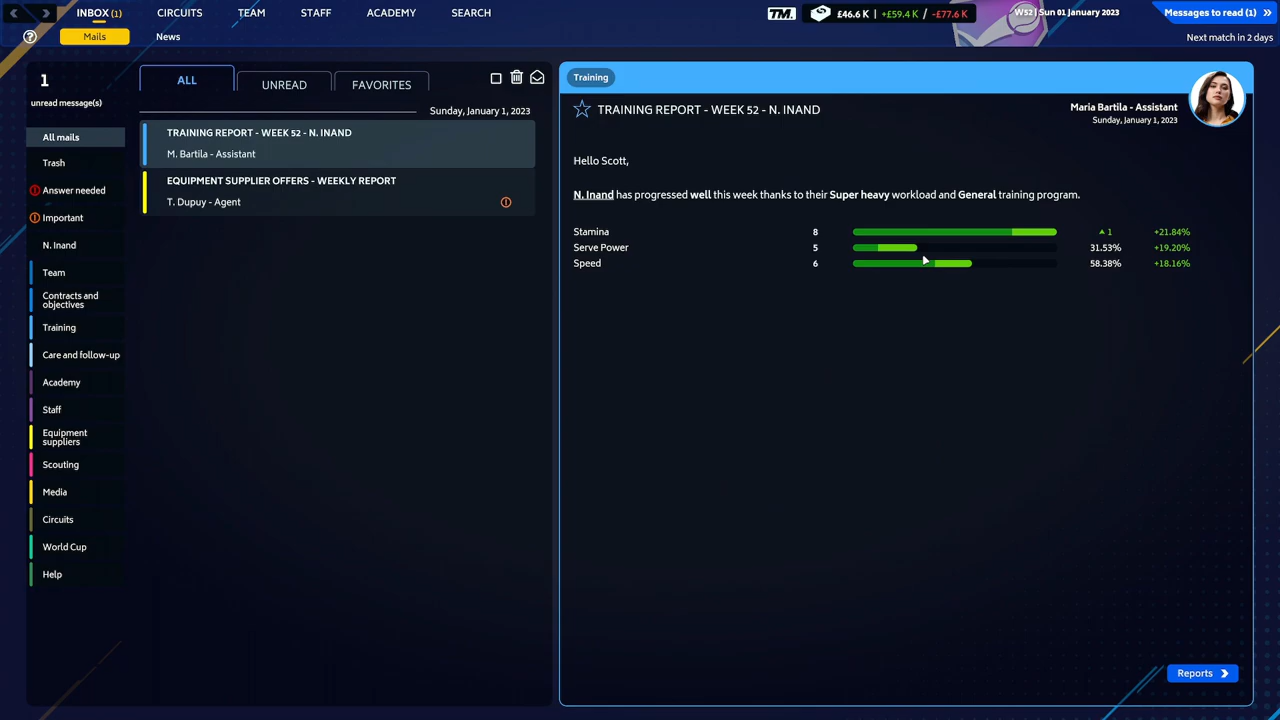 INBOX (1)
CIRCUITS
TEAM
STAFF
ACADEMY
SEARCH
TM.
£46.6 K | +£59.4 K / -£77.6 K
W52 | Sun 01 January 2023
Messages to read (1) »
Mails
News
Next match in 2 days
1
unread message(s)
All mails
Trash
Answer needed
Important
N. Inand
Team
Contracts and
objectives
Training
Care and follow-up
Academy
Staff
Equipment
suppliers
Scouting
Media
Circuits
World Cup
Help
ALL
UNREAD
FAVORITES
Sunday, January 1, 2023
TRAINING REPORT - WEEK 52 - N. INAND
M. Bartila - Assistant
EQUIPMENT SUPPLIER OFFERS - WEEKLY REPORT
T. Dupuy - Agent
Training
TRAINING REPORT - WEEK 52 - N. INAND
Maria Bartila - Assistant
Sunday, January 1, 2023
Hello Scott,
N. Inand has progressed well this week thanks to their Super heavy workload and General training program.
Stamina 8 1 +21.84%
Serve Power 5 31.53% +19.20%
Speed 6 58.38% +18.16%
Reports